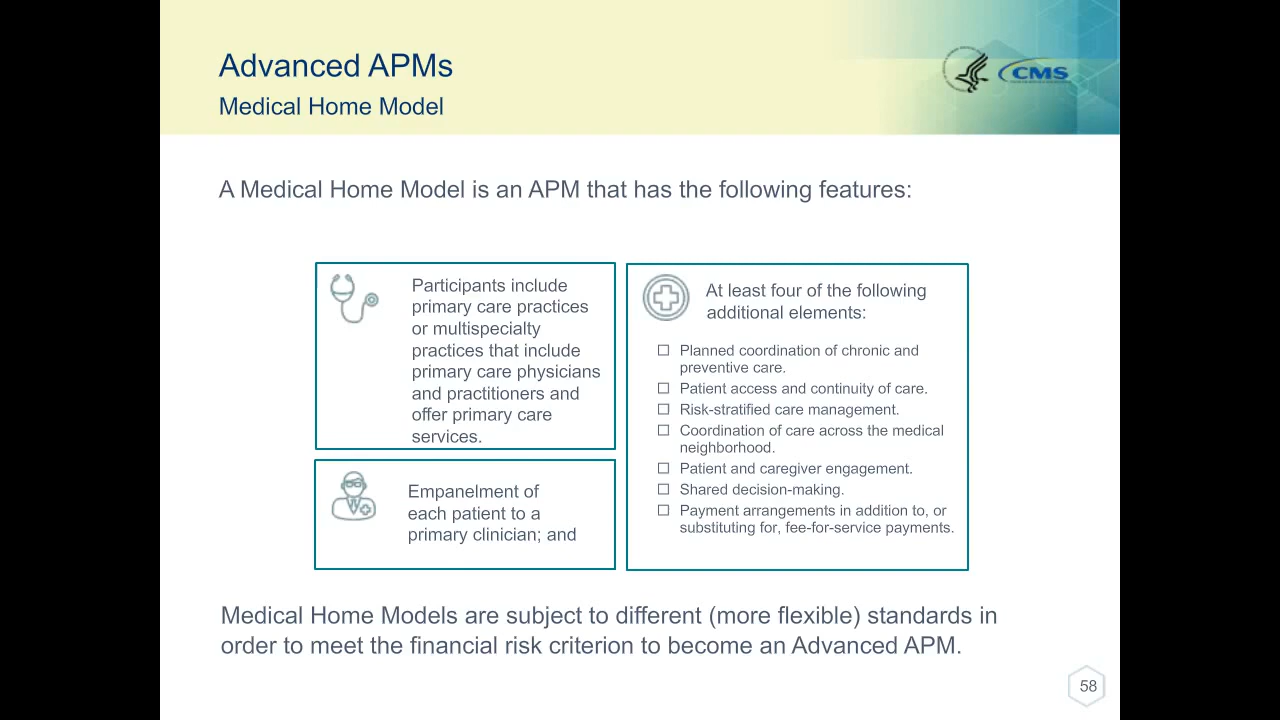 Advanced APMs
Medical Home Model
CMS
A Medical Home Model is an APM that has the following features:
Participants include
primary care practices
or multispecialty
practices that include
primary care physicians
and practitioners and
offer primary care
services.
Empanelment of
each patient to a
primary clinician; and
At least four of the following
additional elements:
Planned coordination of chronic and
preventive care.
Patient access and continuity of care.
Risk-stratified care management.
Coordination of care across the medical
neighborhood.
Patient and caregiver engagement.
Shared decision-making.
Payment arrangements in addition to, or
substituting for, fee-for-service payments.
Medical Home Models are subject to different (more flexible) standards in
order to meet the financial risk criterion to become an Advanced APM.
58